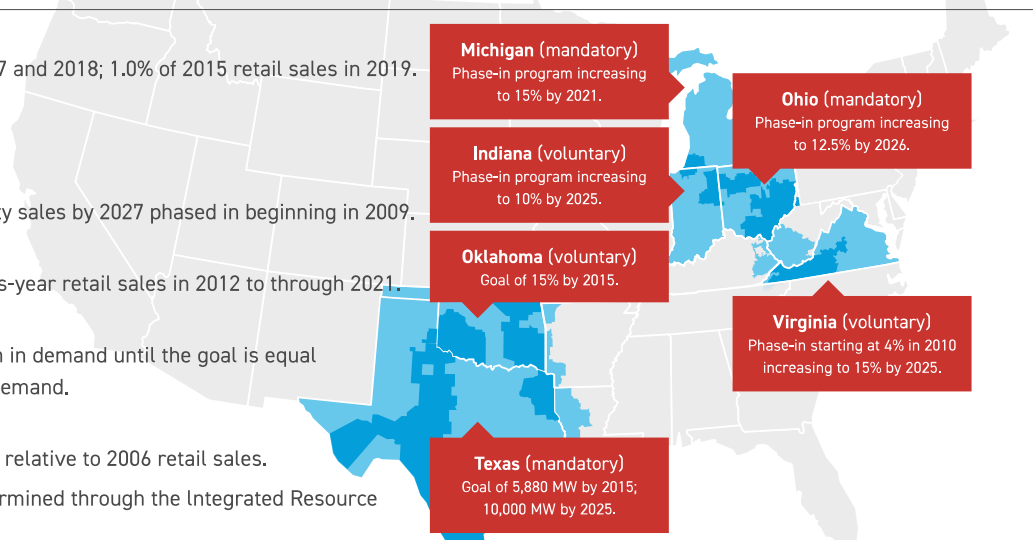 7 and 2018; 1.0% of 2015 retail sales in 2019.
sales by 2027 phased in beginning in 2009.
retail sales in 2012 to through 2021.
in demand until the goal is equal
relative to 2006 retail sales.
through the Integrated Resource
Michigan (mandatory)
Phase-in program increasing
to 15% by 2021.
Ohio (mandatory)
Phase-in program increasing
to 12.5% by 2026.
Indiana (voluntary)
Phase-in program increasing
to 10% by 2025.
Oklahoma (voluntary)
Goal of 15% by 2015.
Virginia (voluntary)
Phase-in starting at 4% in 2010
increasing to 15% by 2025.
Texas (mandatory)
Goal of 5,880 MW by 2015;
10,000 MW by 2025.